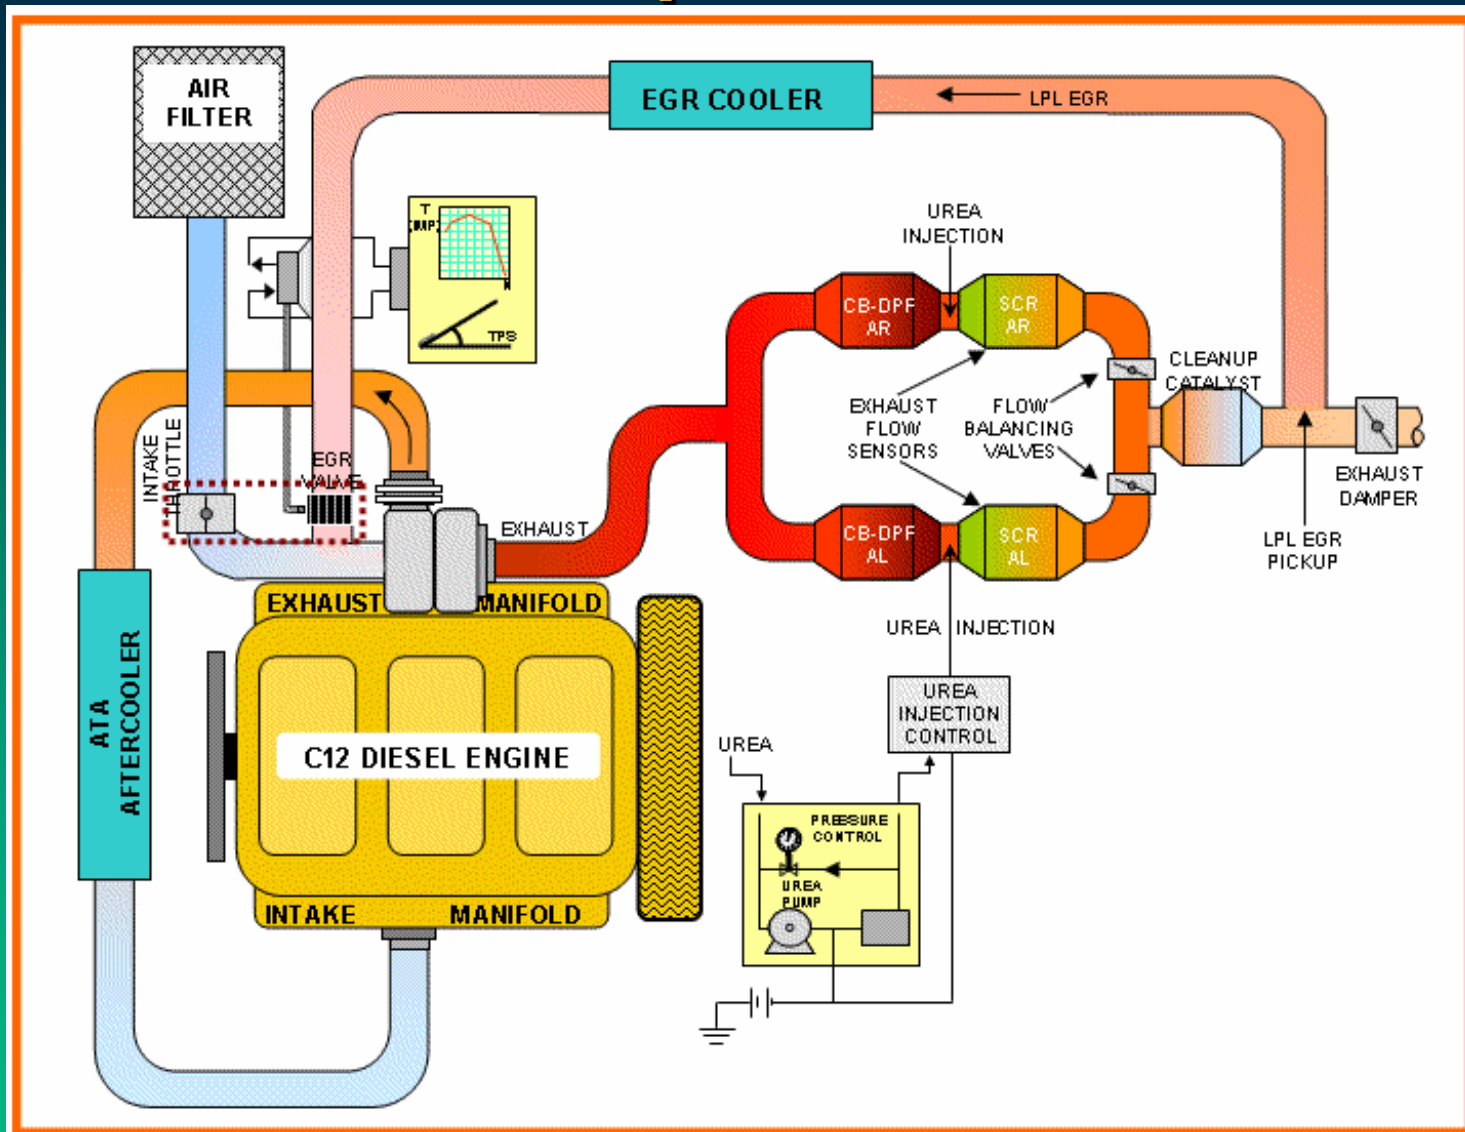 AIR
FILTER
EGR COOLER
LPL EGR
T
N
TPS
UREA
INJECTION
CB-DPF
AR
SCR
AR
CLEANUP
CATALYST
EXHAUST
FLOW
SENSORS
FLOW
BALANCING
VALVES
INTAKE
THROTTLE
EGR
VALVE
EXHAUST
CB-DPF
AL
SCR
AL
EXHAUST
DAMPER
LPL EGR
PICKUP
EXHAUST MANIFOLD
UREA INJECTION
ATA
AFTERCOOLER
C12 DIESEL ENGINE
UREA
INJECTION
CONTROL
UREA
PRESSURE
CONTROL
UREA
PUMP
INTAKE MANIFOLD